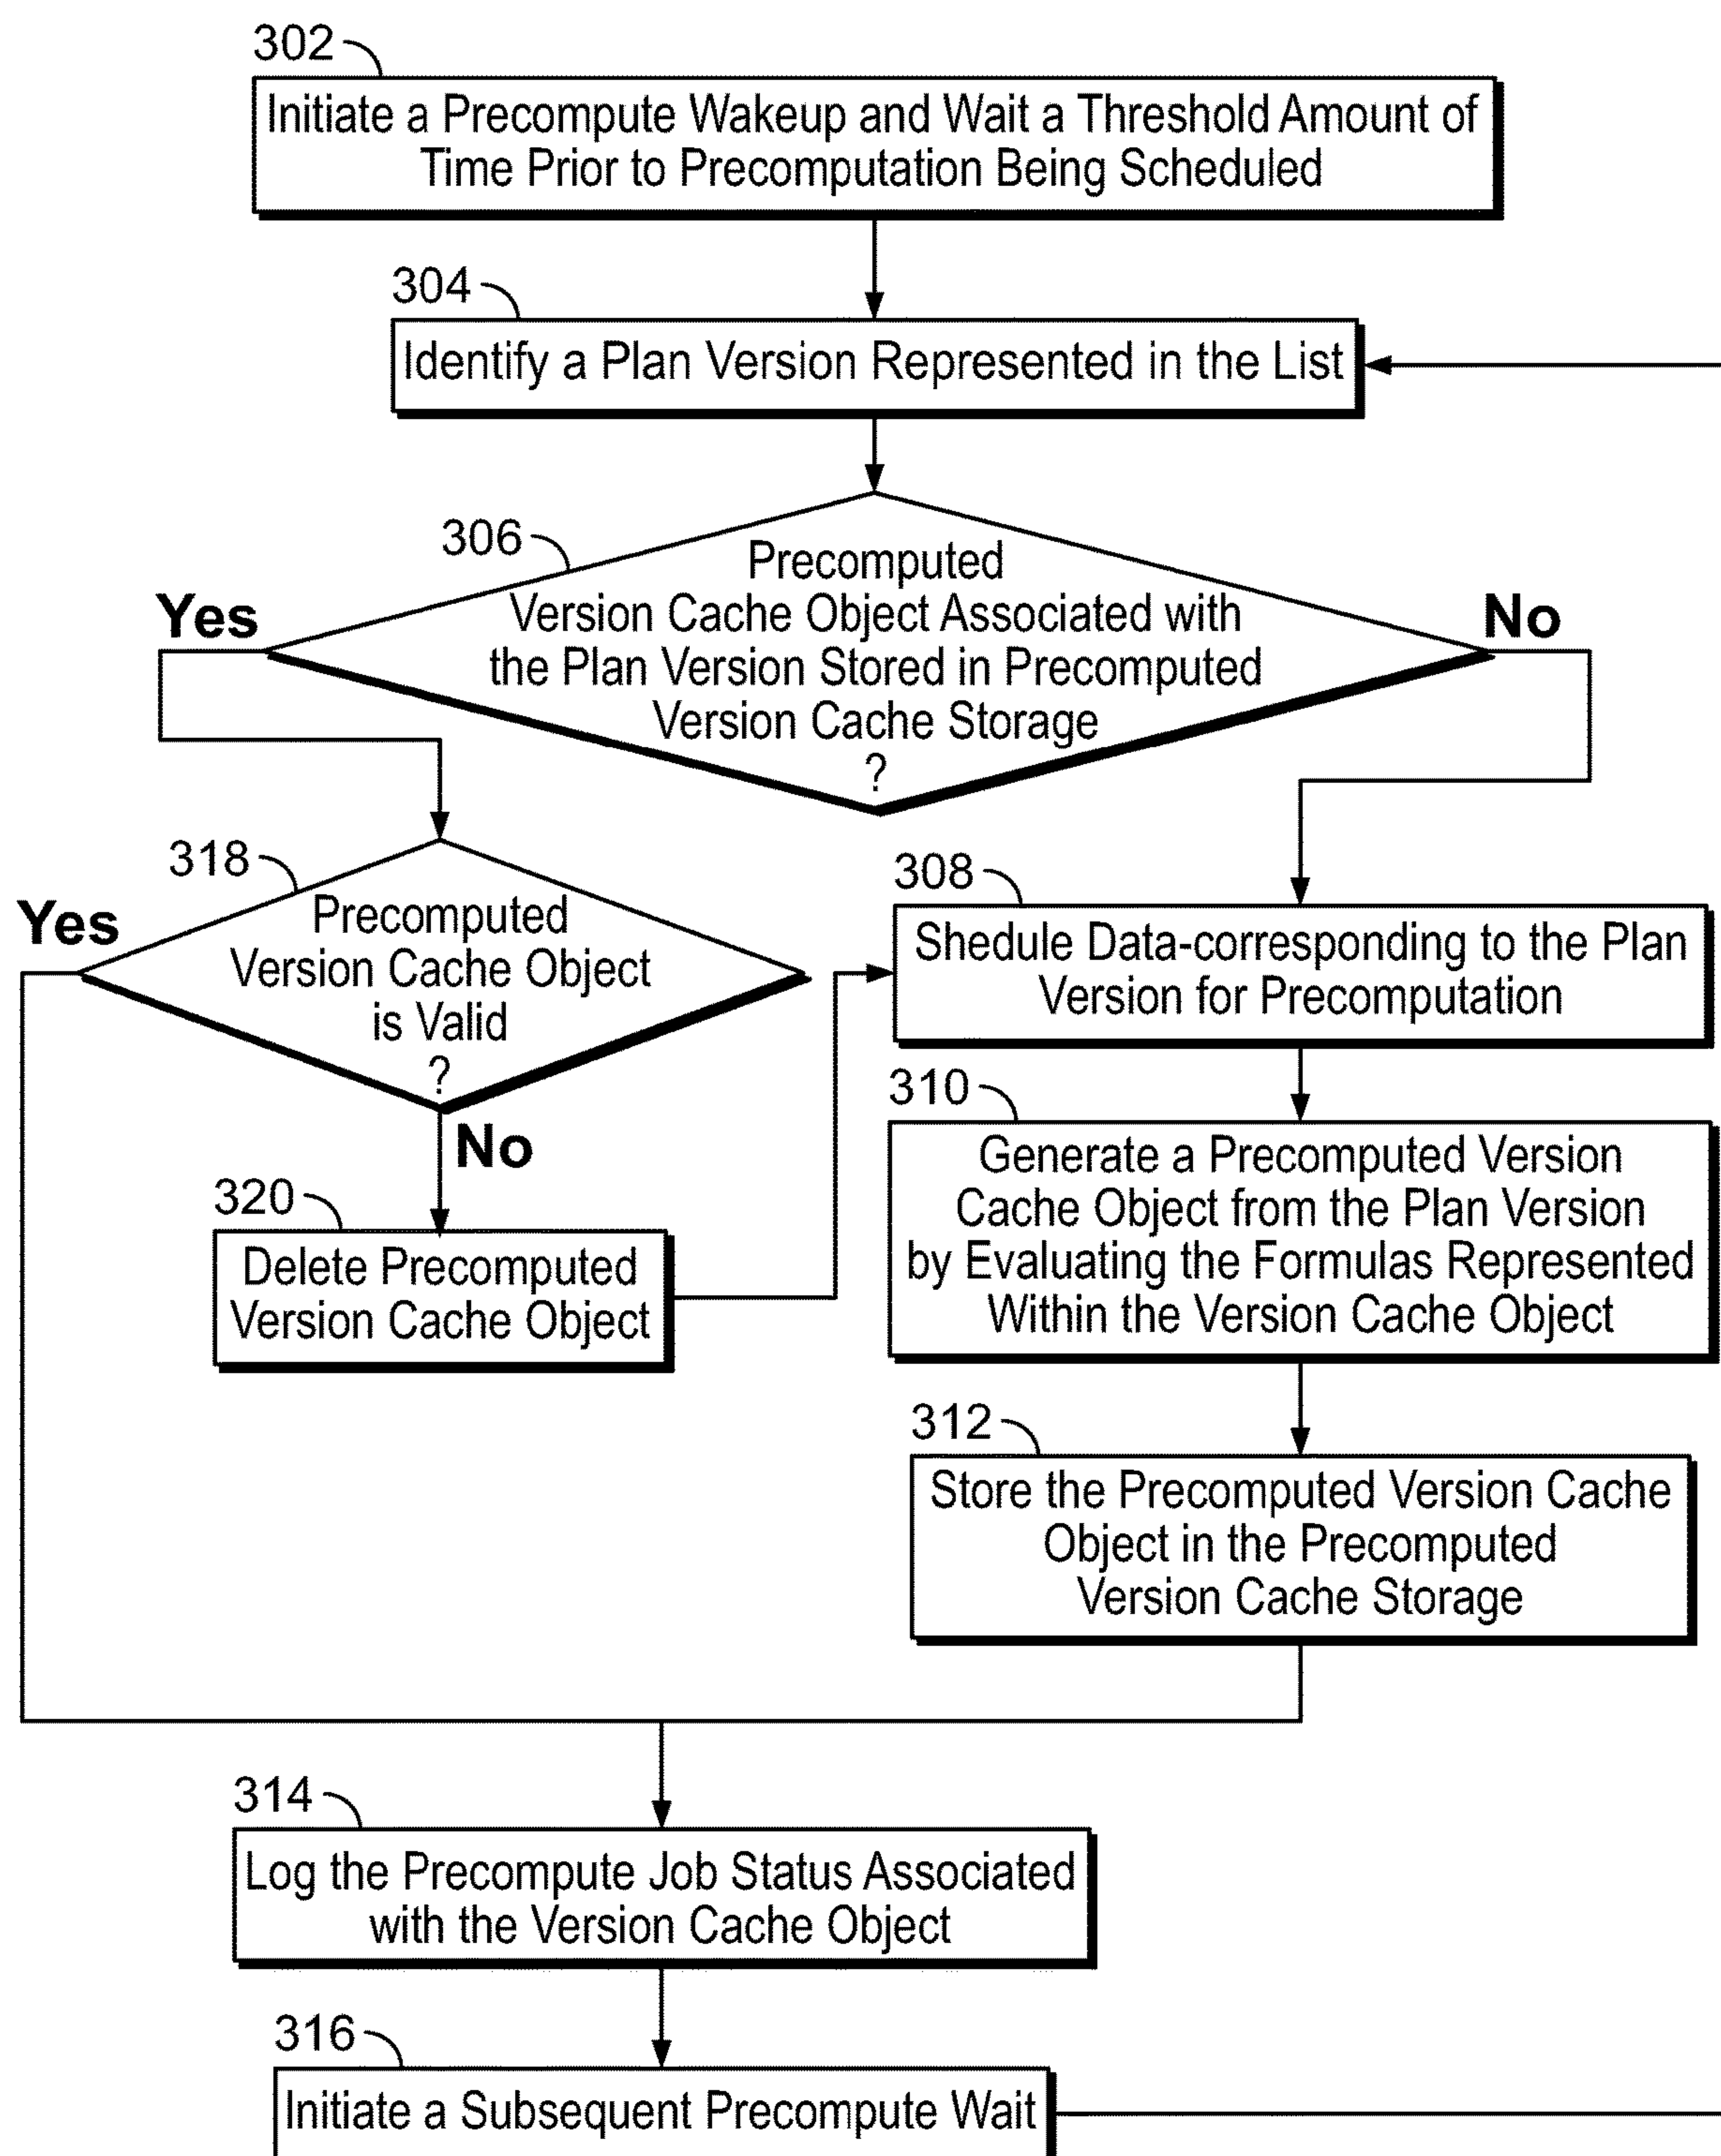 302
Initiate a Precompute Wakeup and Wait a Threshold Amount of
Time Prior to Precomputation Being Scheduled
304
Identify a Plan Version Represented in the List
306
Precomputed
Version Cache Object Associated with
the Plan Version Stored in Precomputed
Version Cache Storage
?
Yes
No
318
Precomputed
Version Cache Object
is Valid
?
Yes
No
308
Shedule Data-corresponding to the Plan
Version for Precomputation
310
Generate a Precomputed Version
Cache Object from the Plan Version
by Evaluating the Formulas Represented
Within the Version Cache Object
320
Delete Precomputed
Version Cache Object
312
Store the Precomputed Version Cache
Object in the Precomputed
Version Cache Storage
314
Log the Precompute Job Status Associated
with the Version Cache Object
316
Initiate a Subsequent Precompute Wait